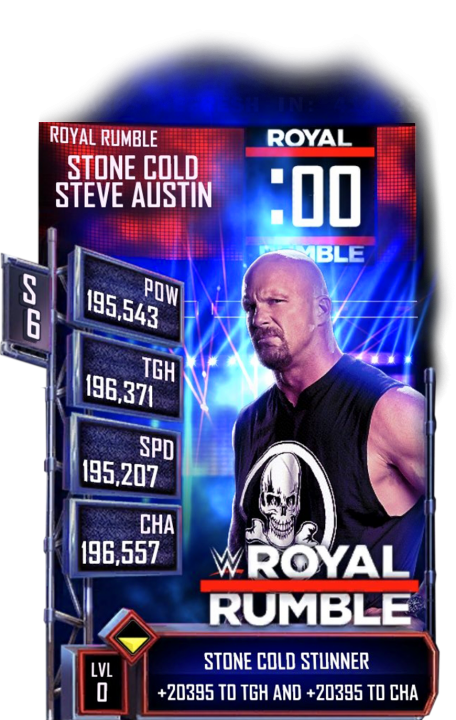 ROYAL RUMBLE
STONE COLD
STEVE AUSTIN
ROYAL
:00
RUMBLE
S
6
POW
195,543
TGH
196,371
SPD
195,207
CHA
196,557
W ROYAL
RUMBLE
LVL
0
STONE COLD STUNNER
+20395 TO TGH AND +20395 TO CHA